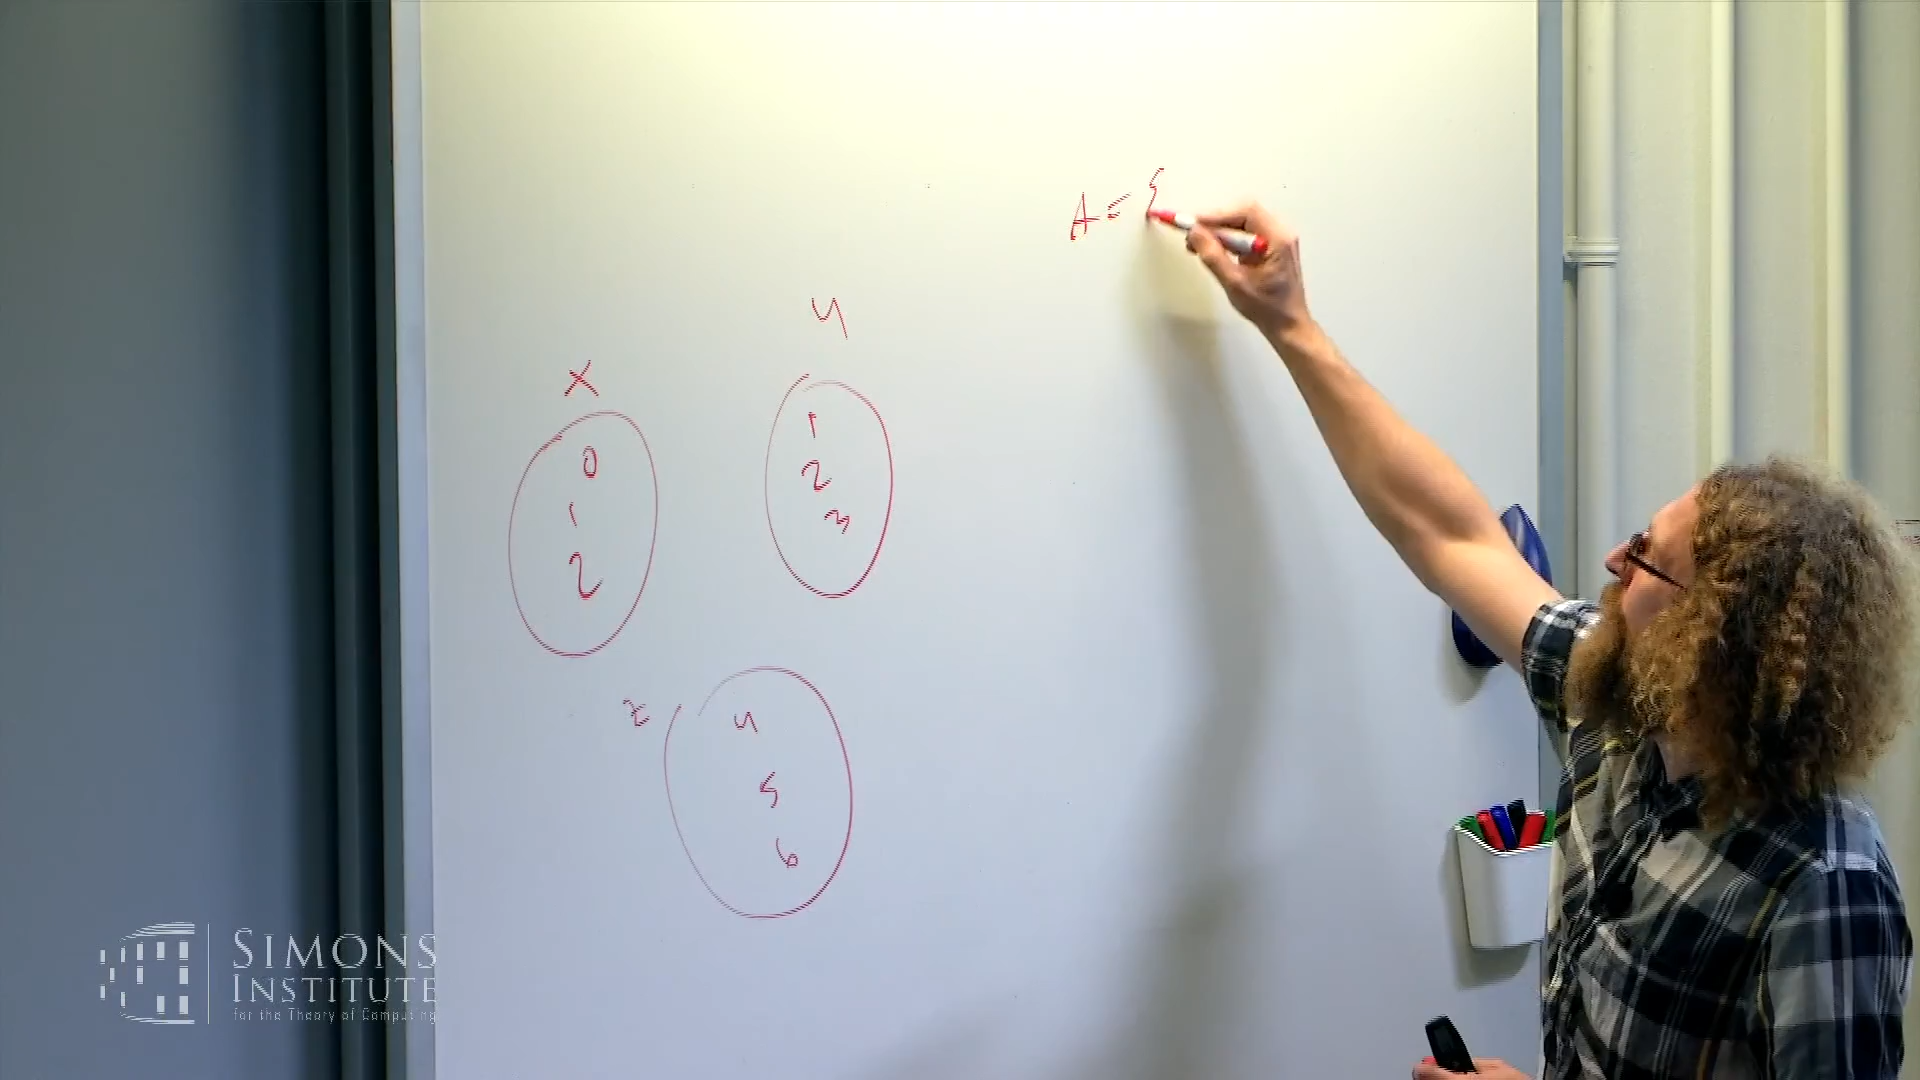 A = {
y
x
1
0
2
1
3
2
z
4
5
6
SIMONS
INSTITUTE
for the Theory of Computing